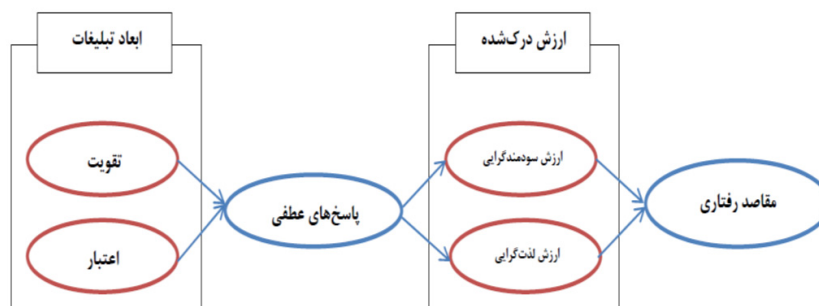 ابعاد تبلیغات
ارزش درک‌شده
تقویت
ارزش سودمندگرایی
مقاصد رفتاری
پاسخ‌های عطفی
اعتبار
ارزش لذت‌گرایی